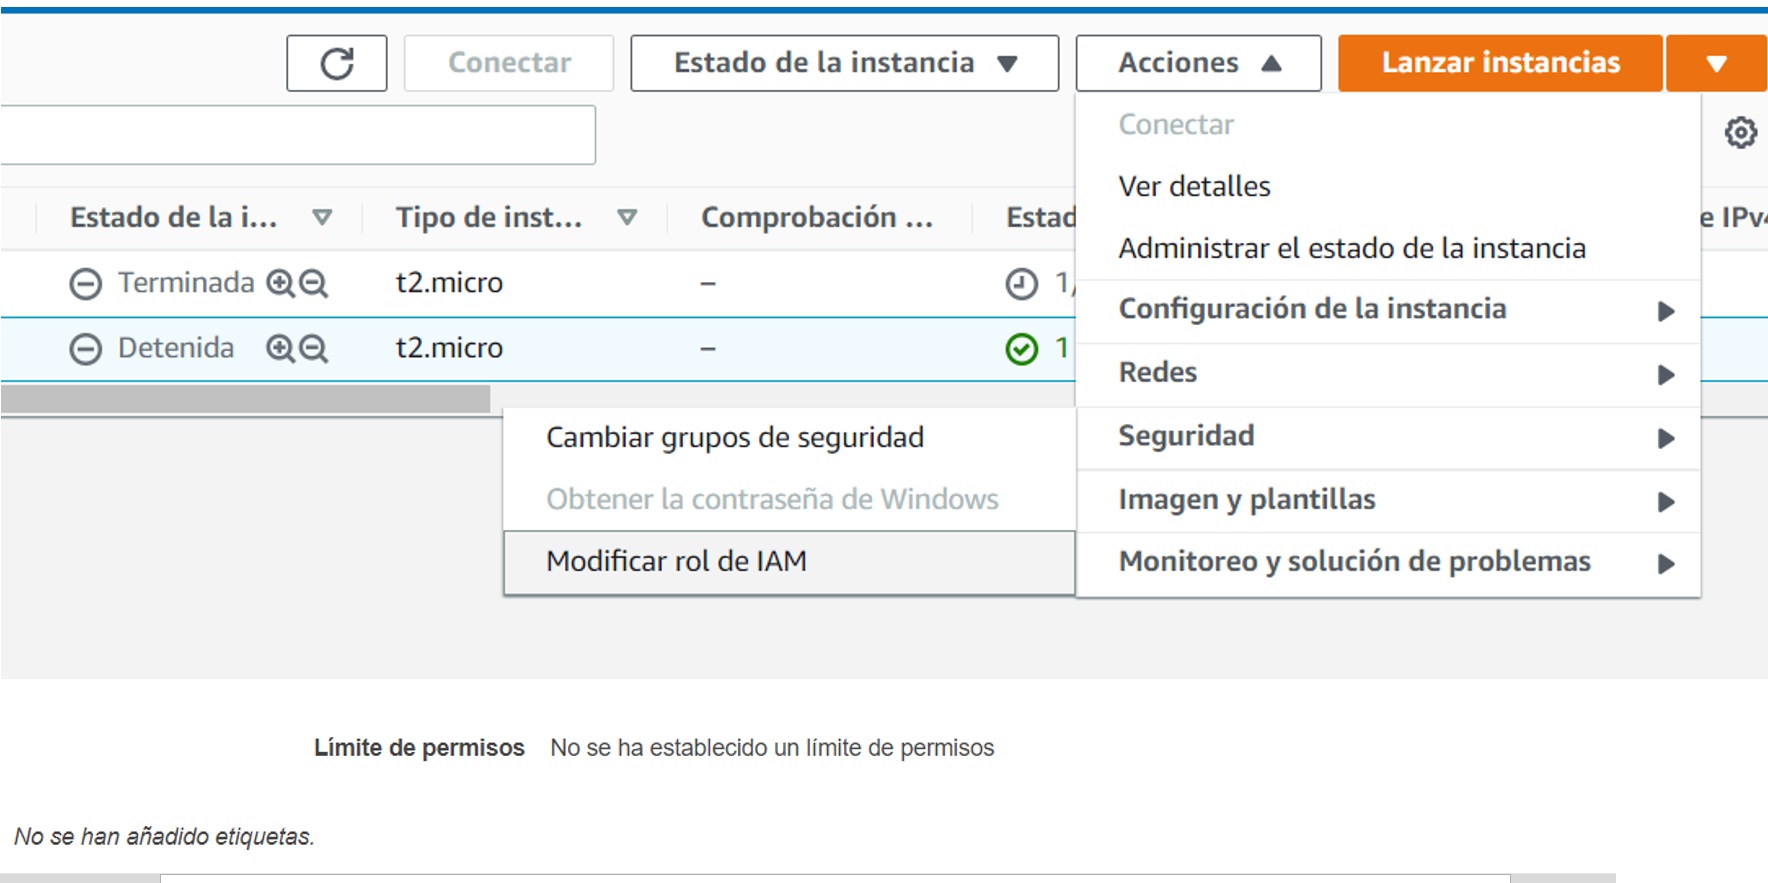 Conectar
Estado de la instancia
Acciones
Lanzar instancias
Conectar
Ver detalles
Administrar el estado de la instancia
Configuración de la instancia
Redes
Seguridad
Imagen y plantillas
Monitoreo y solución de problemas
Estado de la i...
Tipo de inst...
Comprobación ...
Estad
e IPv4
Terminada
t2.micro
–
1/
Detenida
t2.micro
–
1
Cambiar grupos de seguridad
Obtener la contraseña de Windows
Modificar rol de IAM
Límite de permisos No se ha establecido un límite de permisos
No se han añadido etiquetas.